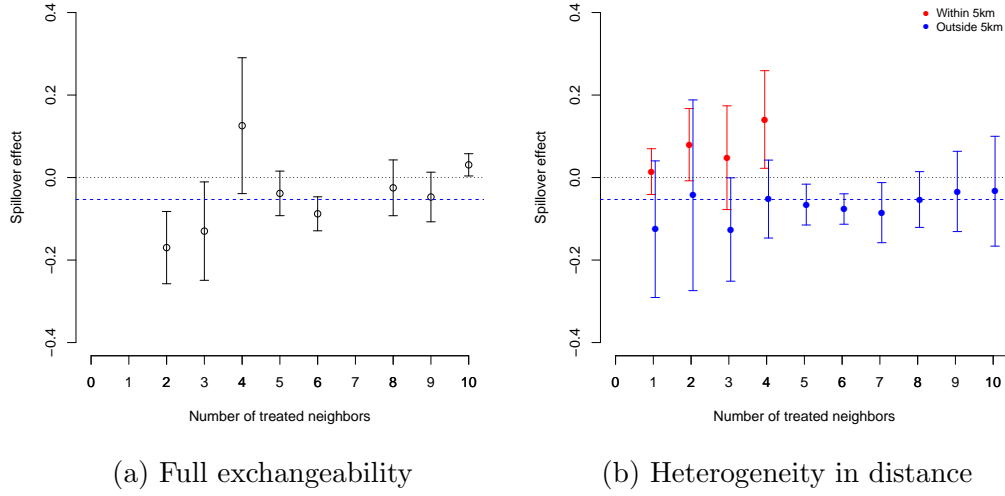 Spillover effect
0.4
0.2
0.0
−0.2
−0.4
0 1 2 3 4 5 6 7 8 9 10
Number of treated neighbors
(a) Full exchangeability
Within 5km
Outside 5km
Spillover effect
0.4
0.2
0.0
−0.2
−0.4
0 1 2 3 4 5 6 7 8 9 10
Number of treated neighbors
(b) Heterogeneity in distance